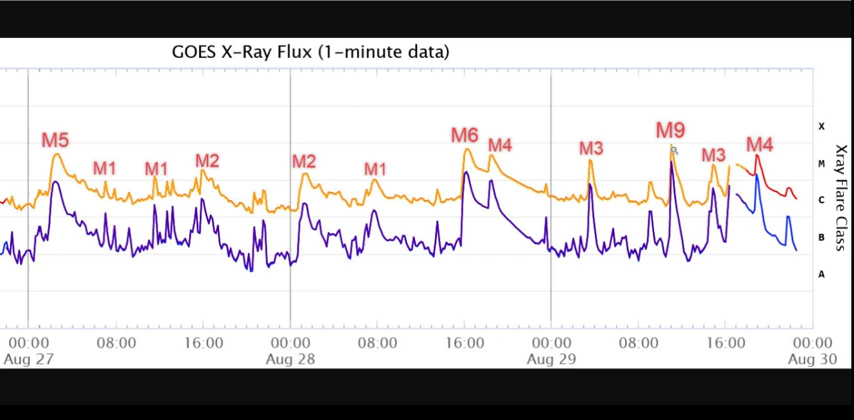 GOES X-Ray Flux (1-minute data)
M5
M1
M1
M2
M2
M1
M6
M4
M3
M9
M3
M4
X
M
C
B
A
Xray Flare Class
00:00 08:00 16:00 00:00 08:00 16:00 00:00 08:00 16:00 00:00
Aug 27 Aug 28 Aug 29 Aug 30